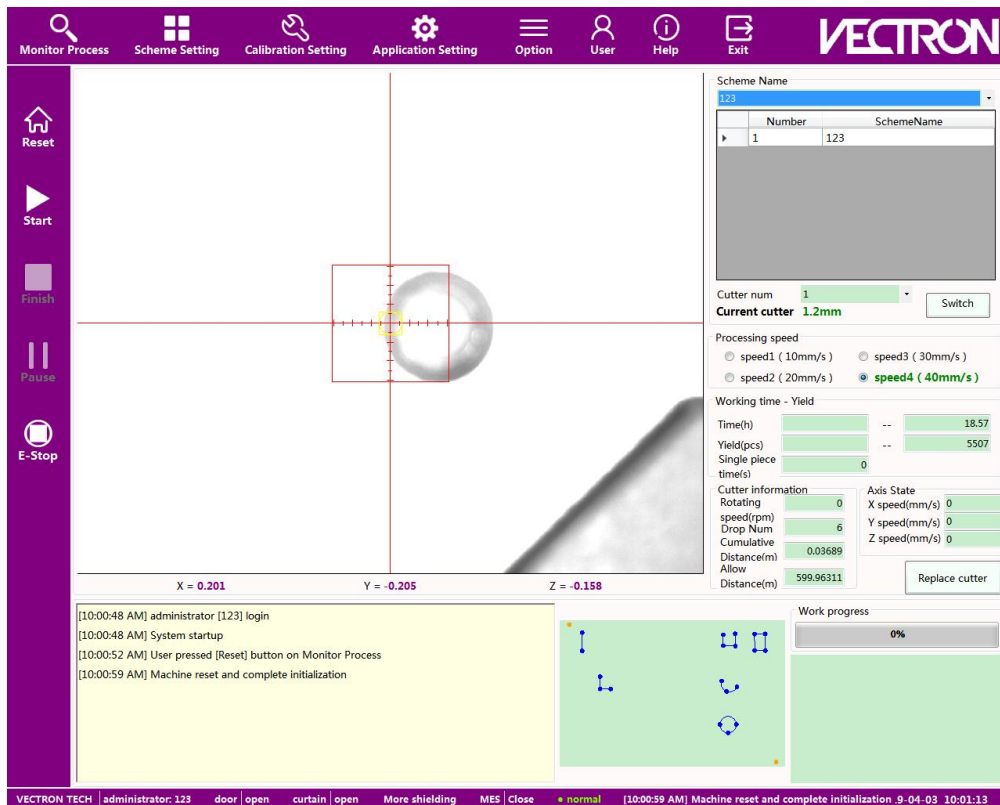 Monitor Process Scheme Setting Calibration Setting Application Setting Option User Help Exit VECTRON
Reset
Start
Finish
Pause
E-Stop
Scheme Name
123
Number SchemeName
1 123
Cutter num 1
Current cutter 1.2mm
Switch
Processing speed
speed1 ( 10mm/s ) speed3 ( 30mm/s )
speed2 ( 20mm/s ) speed4 ( 40mm/s )
Working time - Yield
Time(h) -- 18.57
Yield(pcs) -- 5507
Single piece
time(s) 0
Cutter information
Rotating
speed(rpm) 0
Drop Num 6
Cumulative
Distance(m) 0.03689
Allow
Distance(m) 599.96311
Axis State
X speed(mm/s) 0
Y speed(mm/s) 0
Z speed(mm/s) 0
Replace cutter
X = 0.201 Y = -0.205 Z = -0.158
[10:00:48 AM] administrator [123] login
[10:00:48 AM] System startup
[10:00:52 AM] User pressed [Reset] button on Monitor Process
[10:00:59 AM] Machine reset and complete initialization
Work progress
0%
VECTRON TECH administrator: 123 door open curtain open More shielding MES Close normal [10:00:59 AM] Machine reset and complete initialization 9-04-03 10:01:13